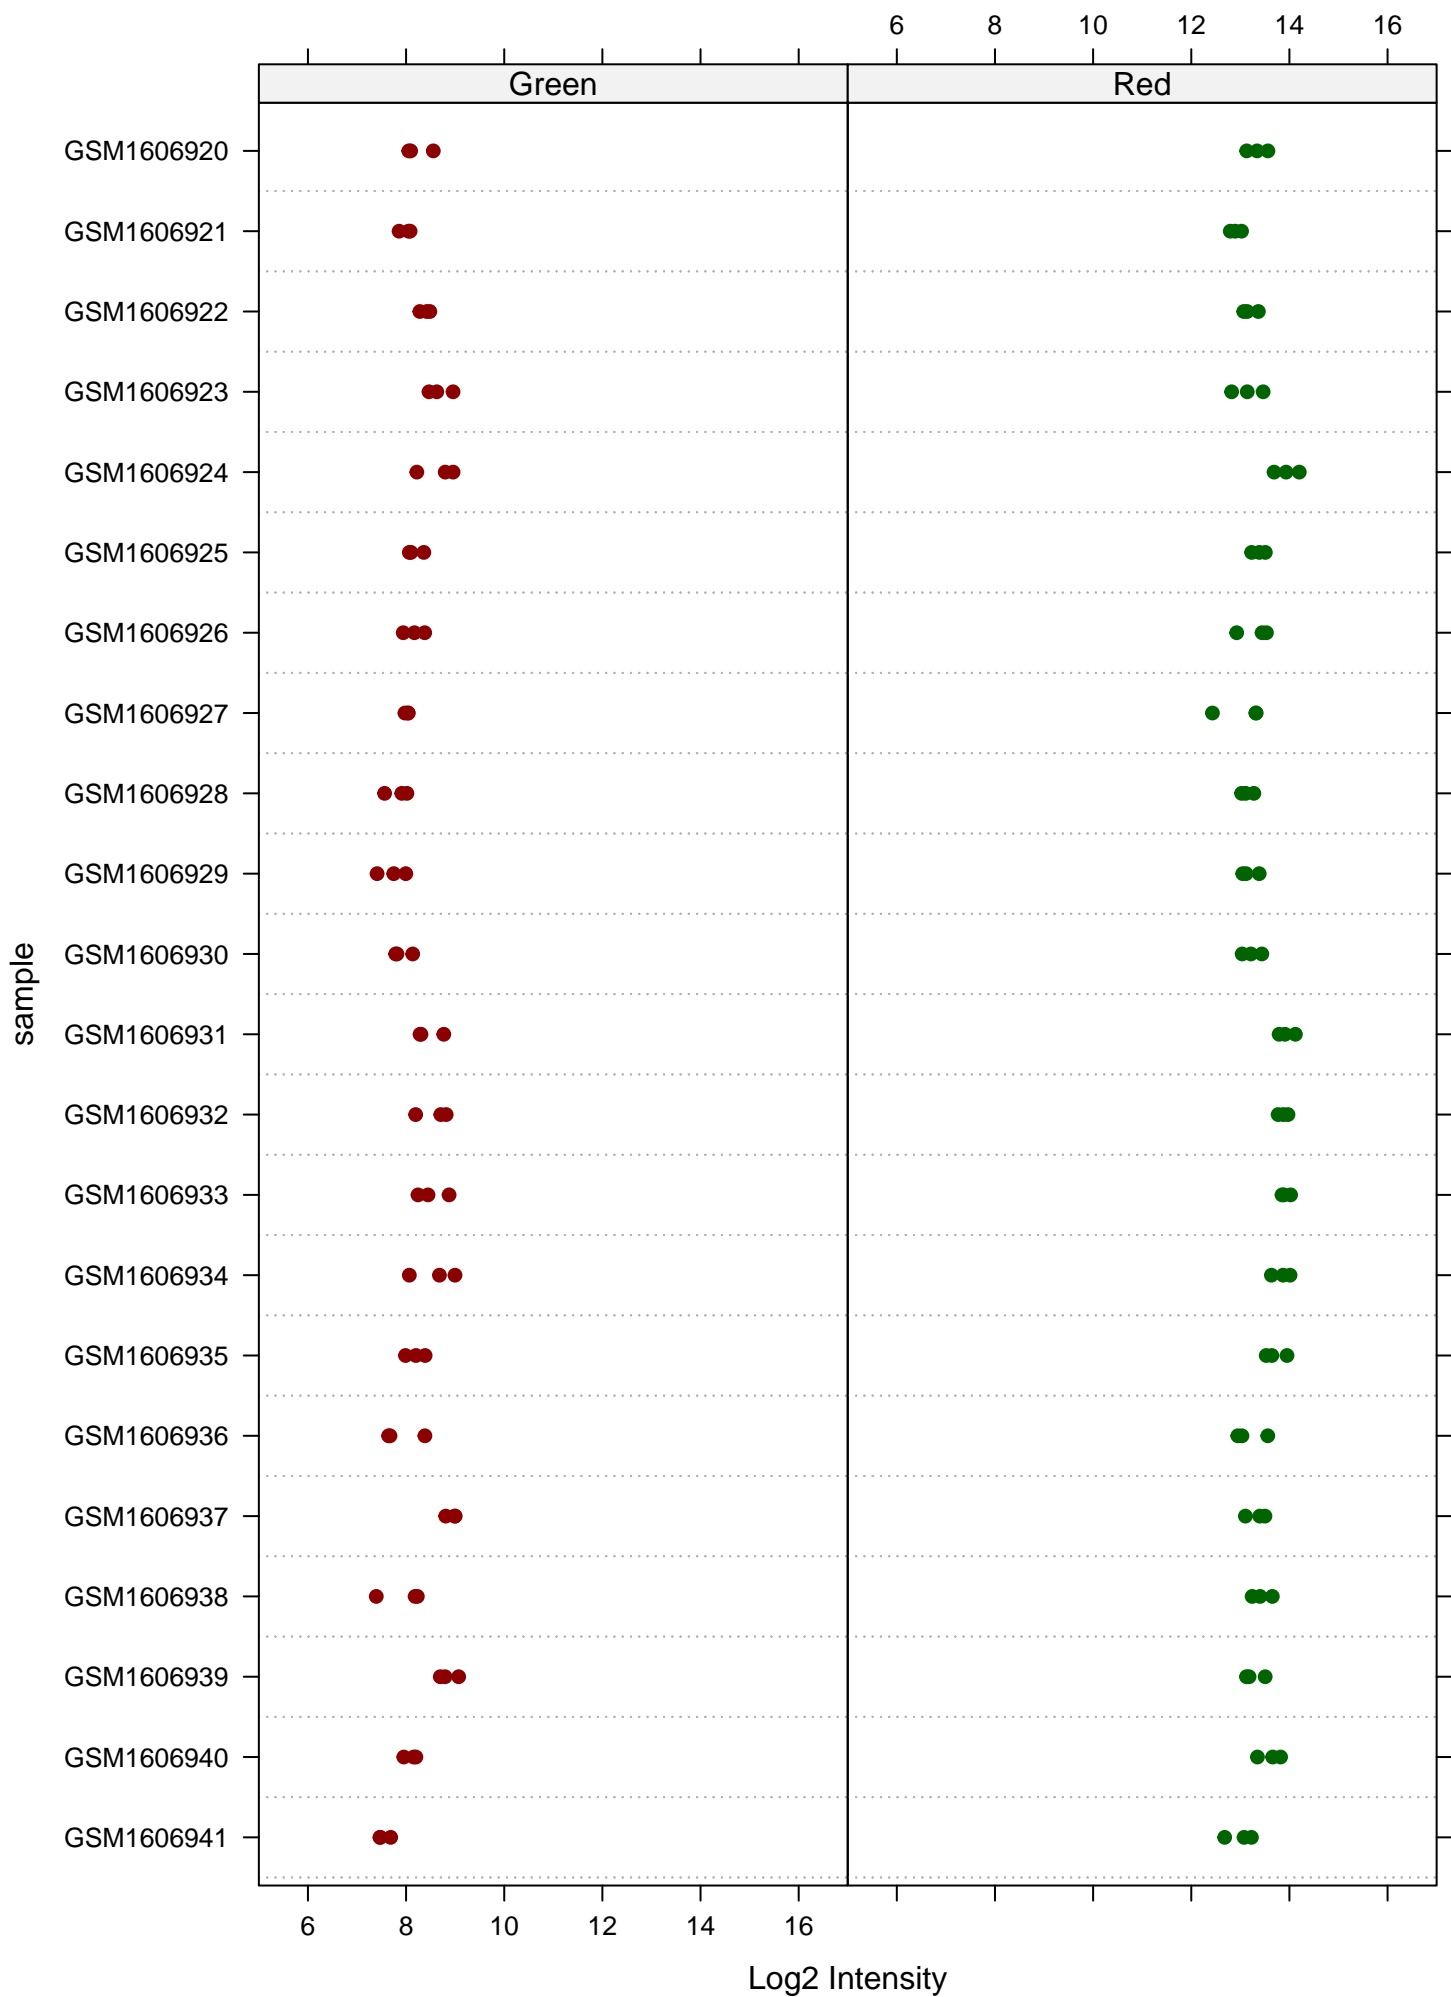 6 8 10 12 14 16
Green Red
GSM1606920
GSM1606921
GSM1606922
GSM1606923
GSM1606924
GSM1606925
GSM1606926
GSM1606927
GSM1606928
GSM1606929
GSM1606930
GSM1606931
GSM1606932
GSM1606933
GSM1606934
GSM1606935
GSM1606936
GSM1606937
GSM1606938
GSM1606939
GSM1606940
GSM1606941
sample
6 8 10 12 14 16
Log2 Intensity